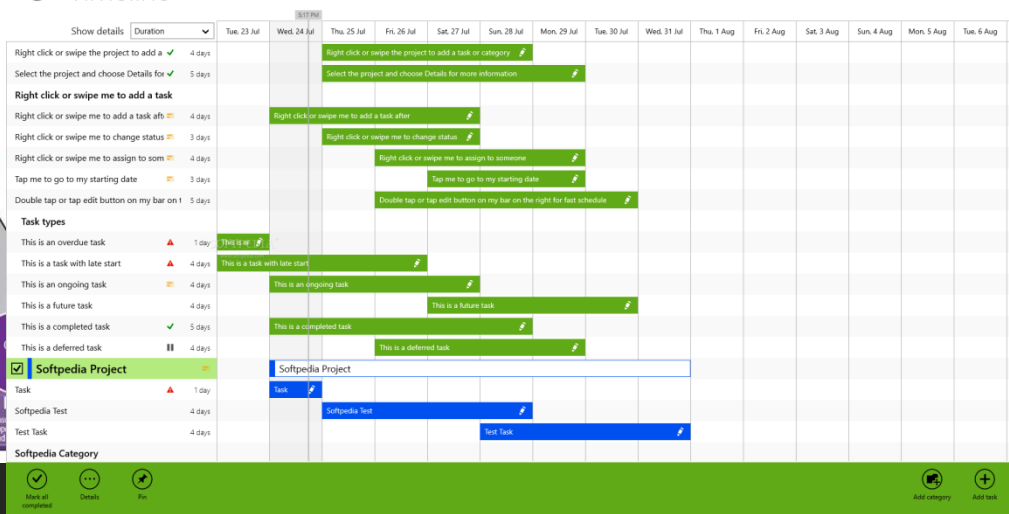 3:17 PM
Show details Duration Tue, 23 Jul Wed, 24 Jul Thu, 25 Jul Fri, 26 Jul Sat, 27 Jul Sun, 28 Jul Mon, 29 Jul Tue, 30 Jul Wed, 31 Jul Thu, 1 Aug Fri, 2 Aug Sat, 3 Aug Sun, 4 Aug Mon, 5 Aug Tue, 6 Aug
Right click or swipe the project to add a 4 days Right click or swipe the project to add a task or category
Select the project and choose Details for 5 days Select the project and choose Details for more information
Right click or swipe me to add a task
Right click or swipe me to add a task aft 4 days Right click or swipe me to add a task after
Right click or swipe me to change status 3 days Right click or swipe me to change status
Right click or swipe me to assign to som 4 days Right click or swipe me to assign to someone
Tap me to go to my starting date 3 days Tap me to go to my starting date
Double tap or tap edit button on my bar on t 5 days Double tap or tap edit button on my bar on the right for fast schedule
Task types
This is an overdue task 1 day This is ar
This is a task with late start 4 days This is a task with late start
This is an ongoing task 4 days This is an ongoing task
This is a future task 4 days This is a future task
This is a completed task 5 days This is a completed task
This is a deferred task 4 days This is a deferred task
Softpedia Project Softpedia Project
Task 1 day Task
Softpedia Test 4 days Softpedia Test
Test Task 4 days Test Task
Softpedia Category
Mark all completed Details Pin Add category Add task